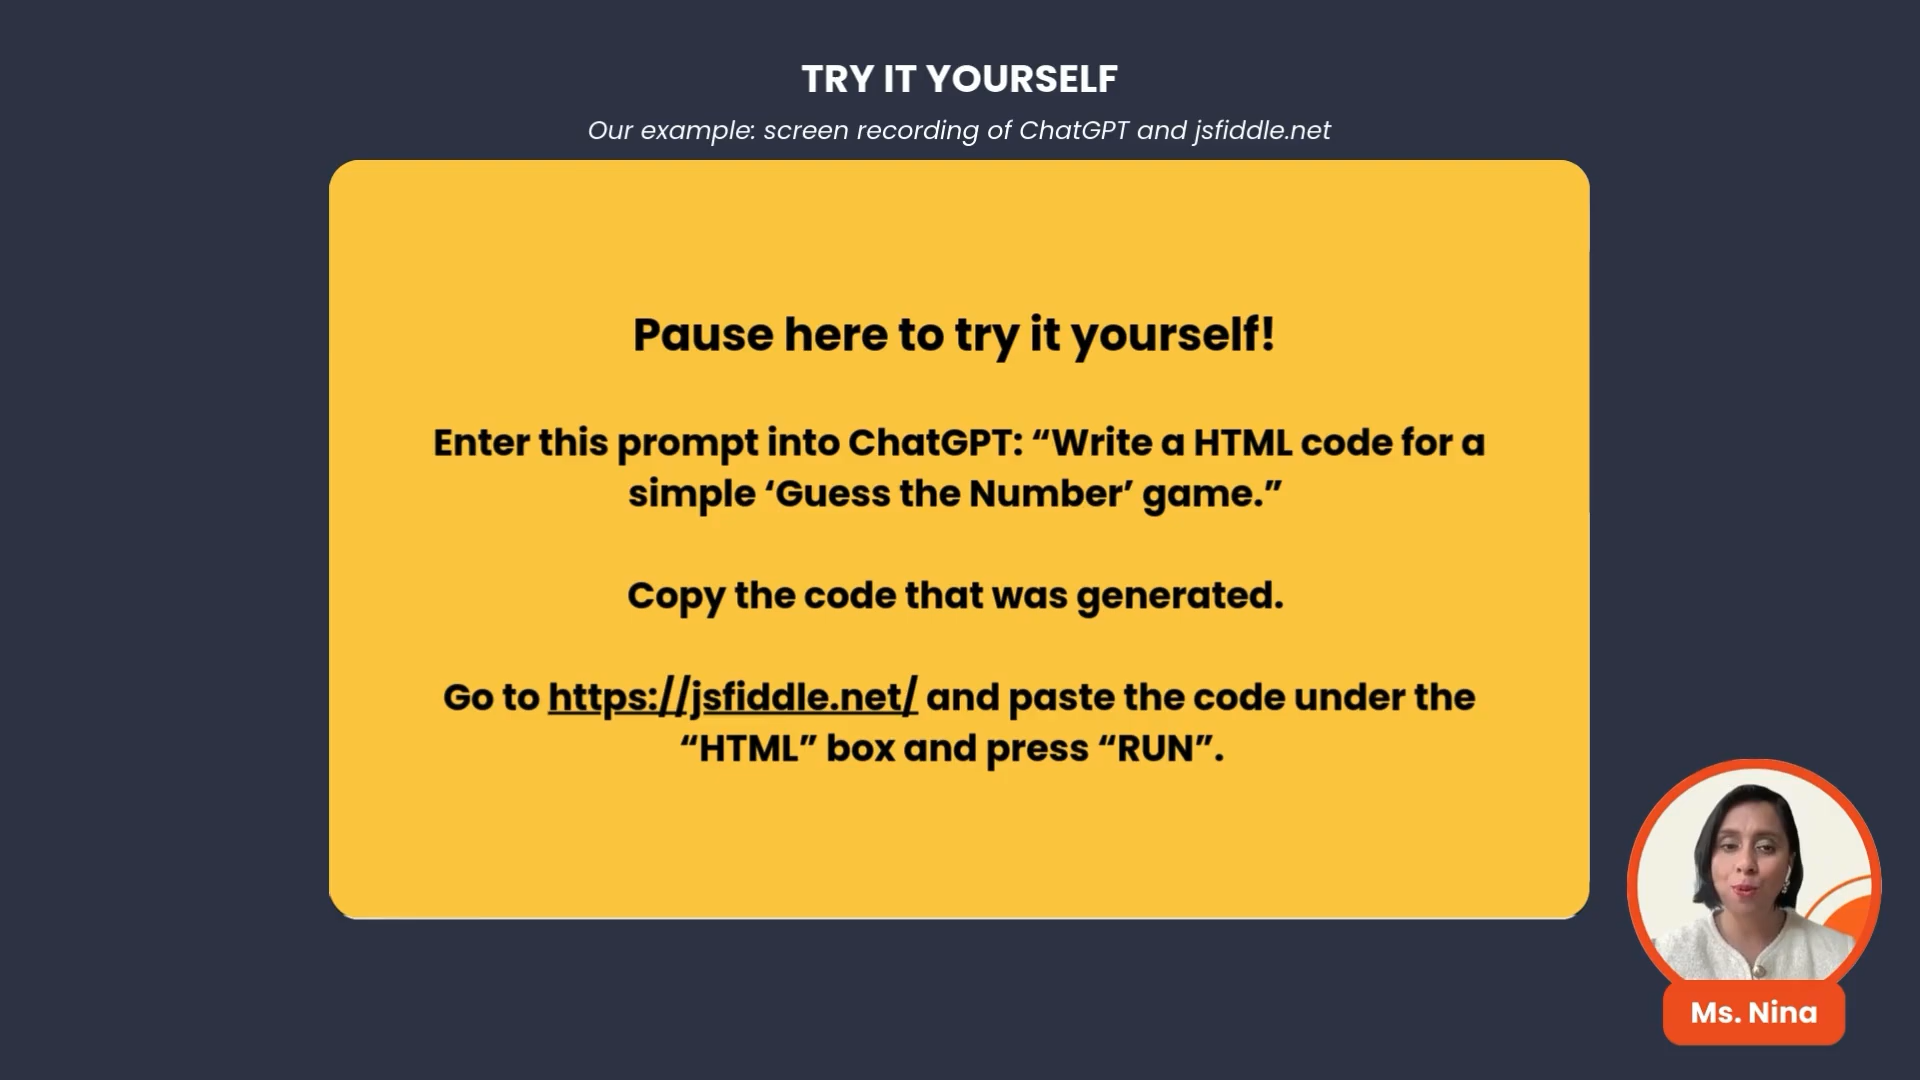 TRY IT YOURSELF
Our example: screen recording of ChatGPT and jsfiddle.net
Pause here to try it yourself!
Enter this prompt into ChatGPT: “Write a HTML code for a
simple ‘Guess the Number’ game.”
Copy the code that was generated.
Go to https://jsfiddle.net/ and paste the code under the
“HTML” box and press “RUN”.
Ms. Nina